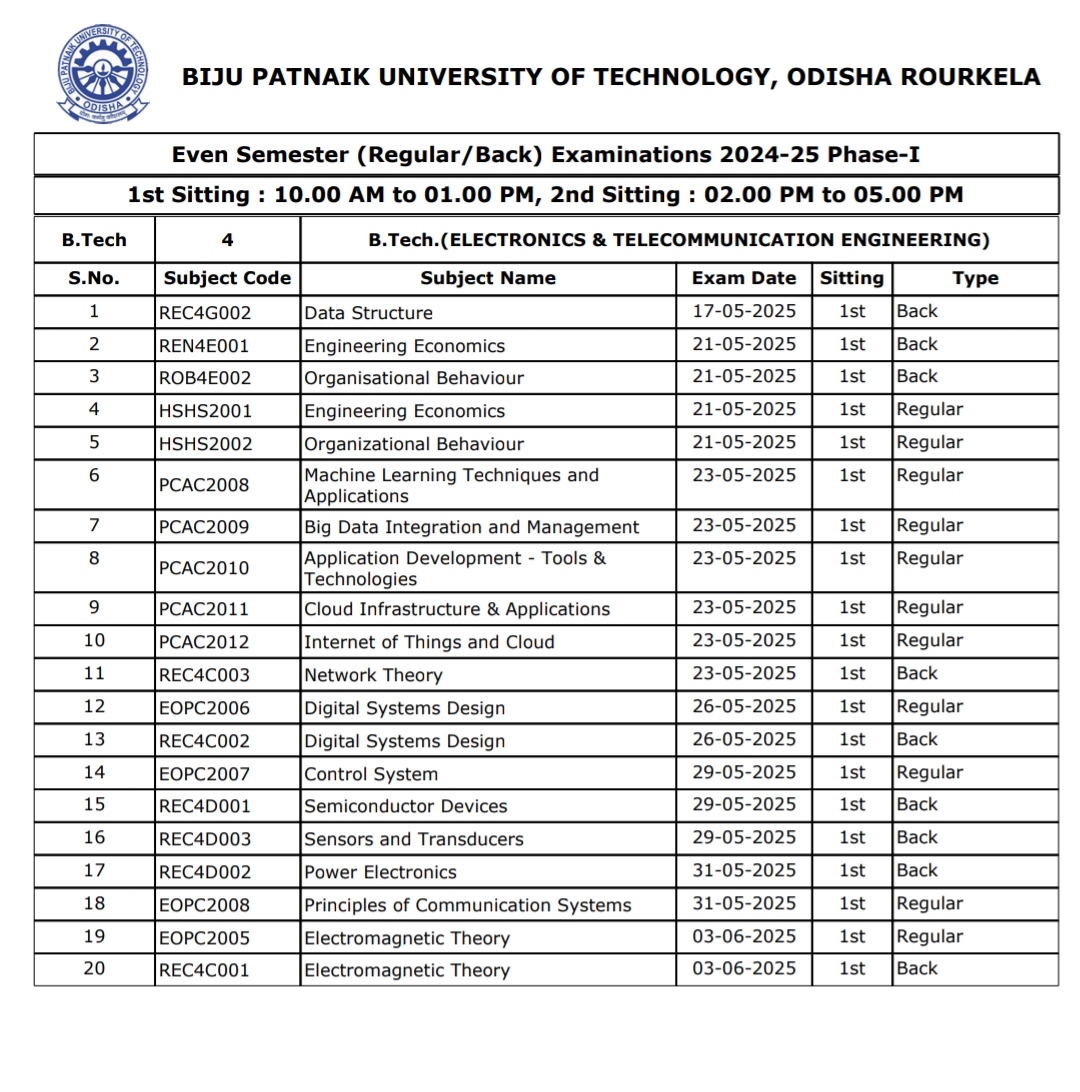 BIJU PATNAIK UNIVERSITY OF TECHNOLOGY
ODISHA
BIJU PATNAIK UNIVERSITY OF TECHNOLOGY, ODISHA ROURKELA
Even Semester (Regular/Back) Examinations 2024-25 Phase-I
1st Sitting : 10.00 AM to 01.00 PM, 2nd Sitting : 02.00 PM to 05.00 PM
B.Tech 4 B.Tech.(ELECTRONICS & TELECOMMUNICATION ENGINEERING)
S.No. Subject Code Subject Name Exam Date Sitting Type
1 REC4G002 Data Structure 17-05-2025 1st Back
2 REN4E001 Engineering Economics 21-05-2025 1st Back
3 ROB4E002 Organisational Behaviour 21-05-2025 1st Back
4 HSHS2001 Engineering Economics 21-05-2025 1st Regular
5 HSHS2002 Organizational Behaviour 21-05-2025 1st Regular
6 PCAC2008 Machine Learning Techniques and 23-05-2025 1st Regular
Applications
7 PCAC2009 Big Data Integration and Management 23-05-2025 1st Regular
8 PCAC2010 Application Development - Tools & 23-05-2025 1st Regular
Technologies
9 PCAC2011 Cloud Infrastructure & Applications 23-05-2025 1st Regular
10 PCAC2012 Internet of Things and Cloud 23-05-2025 1st Regular
11 REC4C003 Network Theory 23-05-2025 1st Back
12 EOPC2006 Digital Systems Design 26-05-2025 1st Regular
13 REC4C002 Digital Systems Design 26-05-2025 1st Back
14 EOPC2007 Control System 29-05-2025 1st Regular
15 REC4D001 Semiconductor Devices 29-05-2025 1st Back
16 REC4D003 Sensors and Transducers 29-05-2025 1st Back
17 REC4D002 Power Electronics 31-05-2025 1st Back
18 EOPC2008 Principles of Communication Systems 31-05-2025 1st Regular
19 EOPC2005 Electromagnetic Theory 03-06-2025 1st Regular
20 REC4C001 Electromagnetic Theory 03-06-2025 1st Back